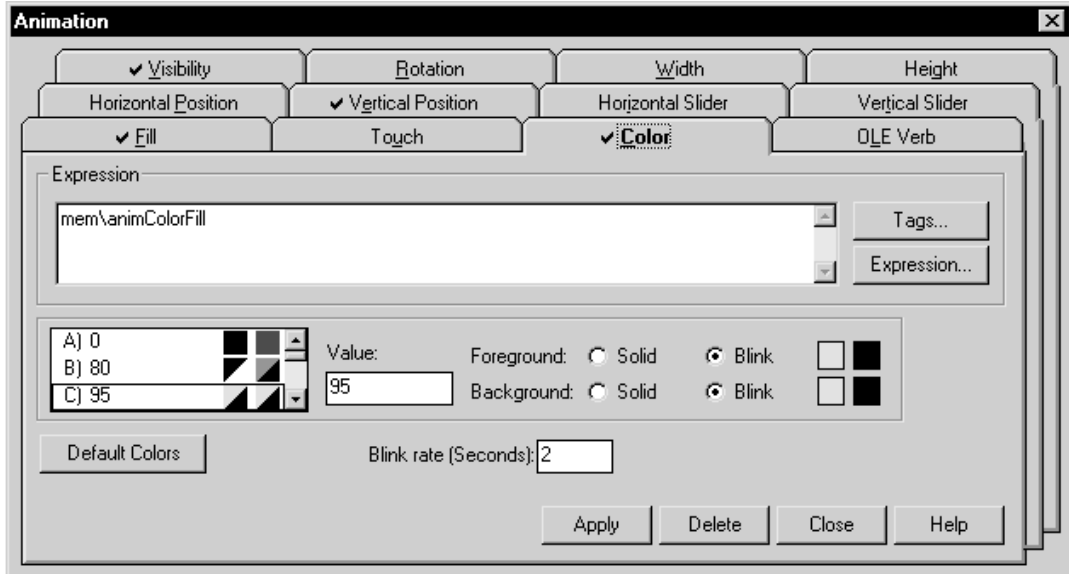 Animation
Visibility Rotation Width Height
Horizontal Position Vertical Position Horizontal Slider Vertical Slider
Fill Touch Color OLE Verb
Expression
mem\animColorFill
Tags...
Expression...
A) 0
B) 80
C) 95
Value:
95
Foreground: Solid Blink
Background: Solid Blink
Default Colors
Blink rate (Seconds): 2
Apply Delete Close Help